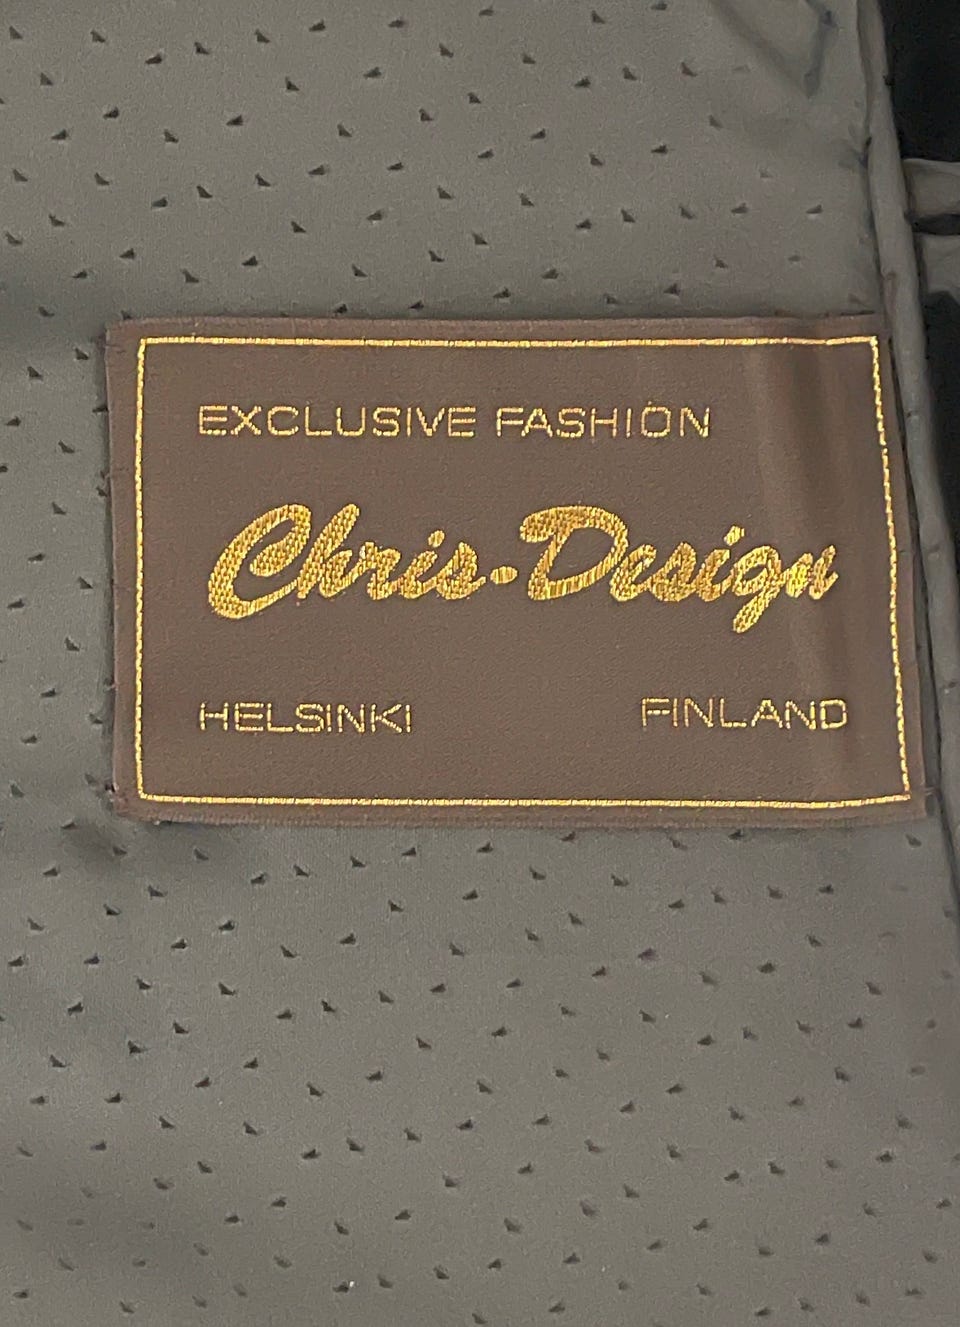 EXCLUSIVE FASHION
Chris·Design
HELSINKI FINLAND